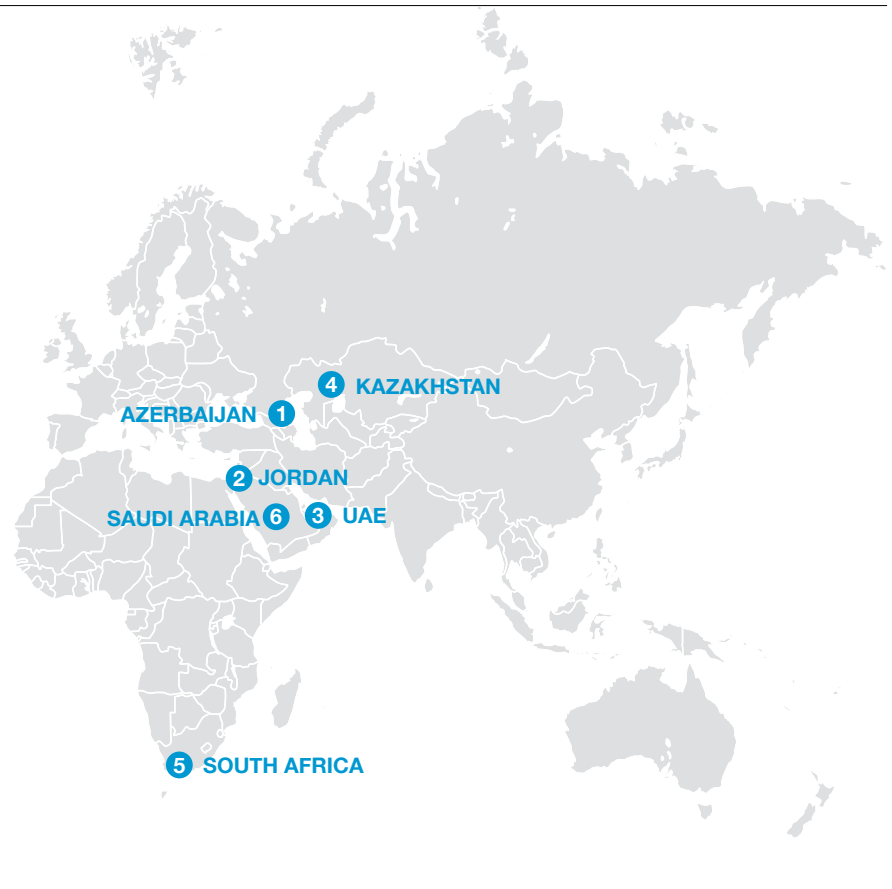 4 KAZAKHSTAN
AZERBAIJAN 1
2 JORDAN
SAUDI ARABIA 6 3 UAE
5 SOUTH AFRICA